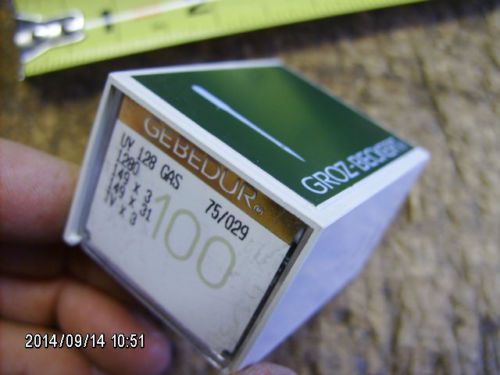 GROZ-BECKERT
GEBEDUR
UY 128 GAS
1280
149 x 3
149 x 31
TV x 3
75/029
100
2014/09/14 10:51